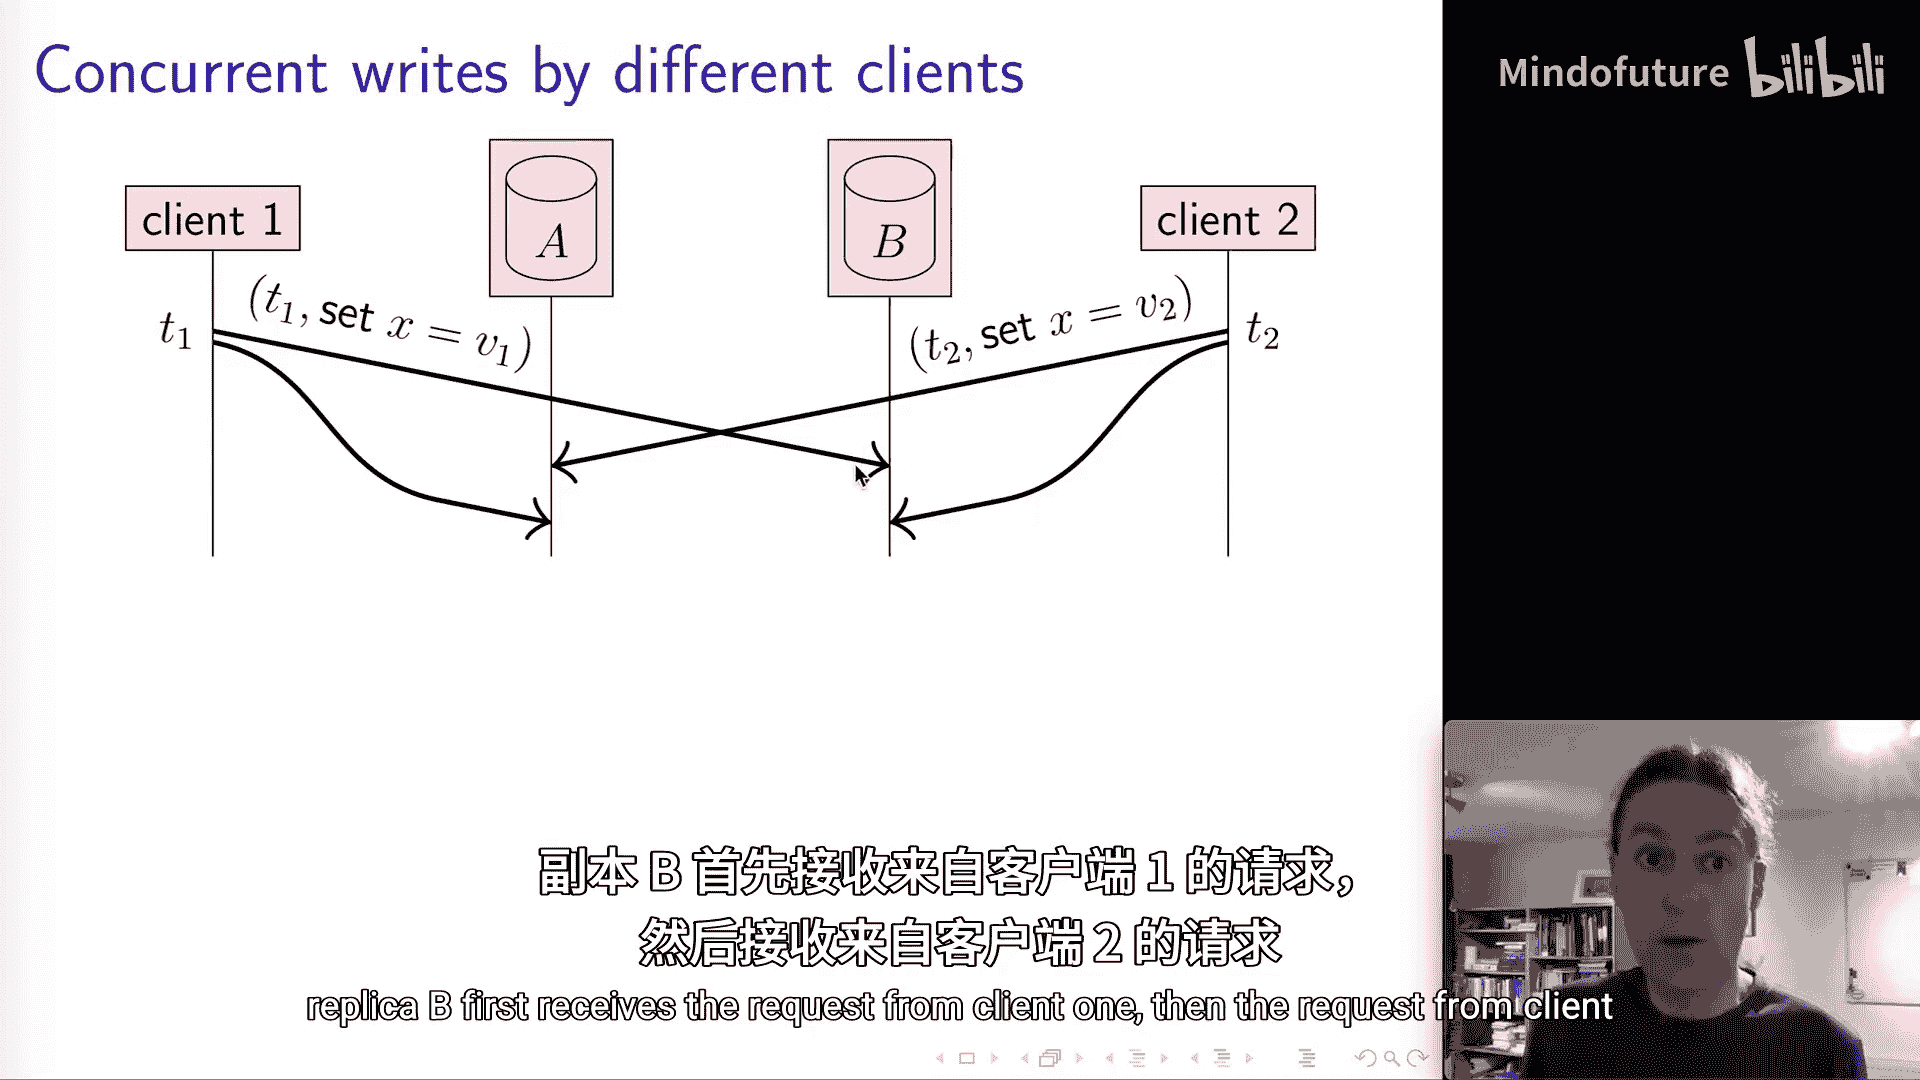 Concurrent writes by different clients
Mindofuture bilibili
client 1
A
B
client 2
t₁
(t₁, set x = v₁)
(t₂, set x = v₂)
t₂
副本 B 首先接收来自客户端 1 的请求，
然后接收来自客户端 2 的请求
replica B first receives the request from client one, then the request from client